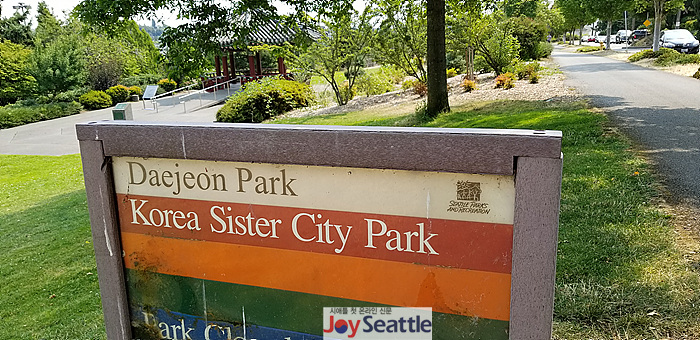 Daejeon Park
SEATTLE PARKS
AND RECREATION
Korea Sister City Park
시애틀 첫 온라인 신문
JoySeattle
Park